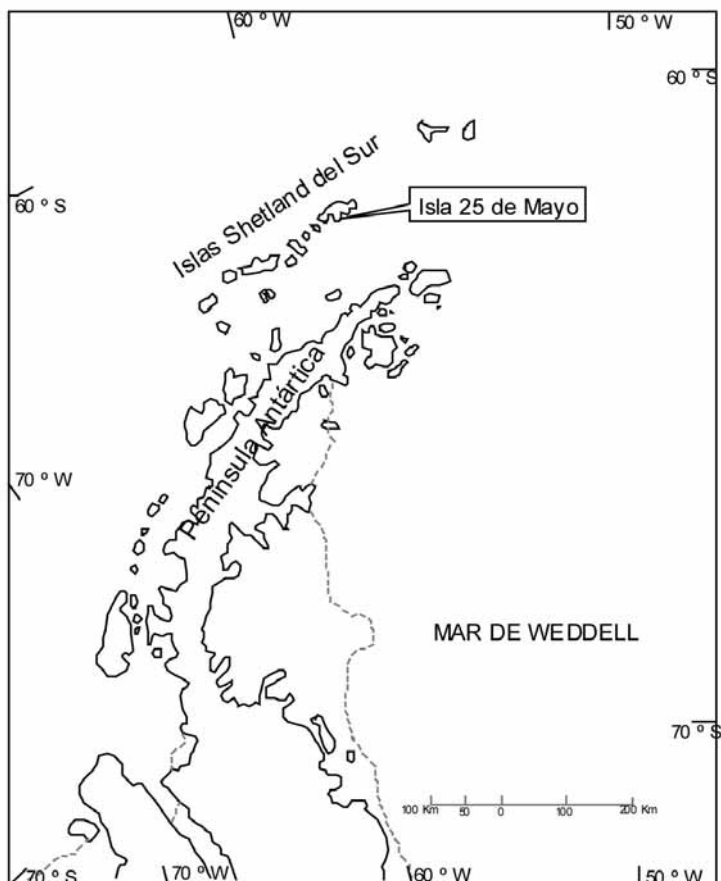 60 º W
50 º W
60 º S
60 º S
Islas Shetland del Sur
Isla 25 de Mayo
Península Antártica
70 º W
MAR DE WEDDELL
70 º S
100 Km 50 0 100 200 Km
70 º S
70 º W
60 º W
50 º W